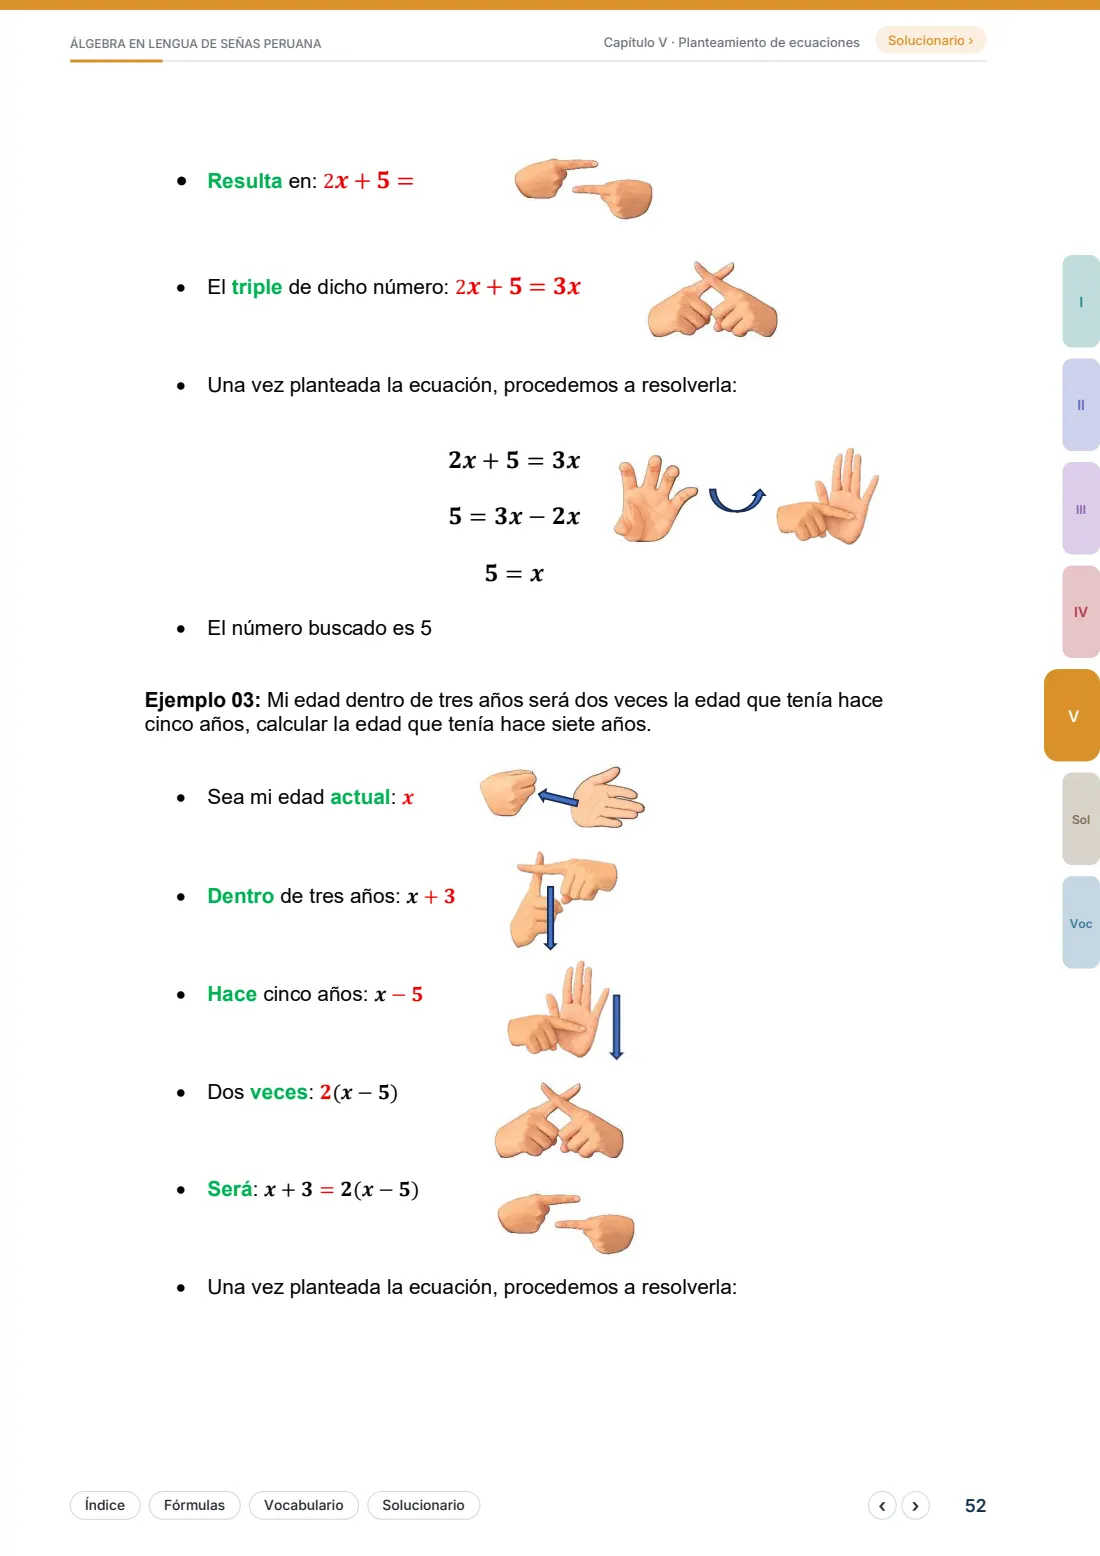 ÁLGEBRA EN LENGUA DE SEÑAS PERUANA
Capítulo V · Planteamiento de ecuaciones
Solucionario ›
• Resulta en: 2x + 5 =
• El triple de dicho número: 2x + 5 = 3x
• Una vez planteada la ecuación, procedemos a resolverla:
2x + 5 = 3x
5 = 3x − 2x
5 = x
• El número buscado es 5
Ejemplo 03: Mi edad dentro de tres años será dos veces la edad que tenía hace
cinco años, calcular la edad que tenía hace siete años.
• Sea mi edad actual: x
• Dentro de tres años: x + 3
• Hace cinco años: x − 5
• Dos veces: 2(x − 5)
• Será: x + 3 = 2(x − 5)
• Una vez planteada la ecuación, procedemos a resolverla:
I
II
III
IV
V
Sol
Voc
Índice
Fórmulas
Vocabulario
Solucionario
‹
›
52